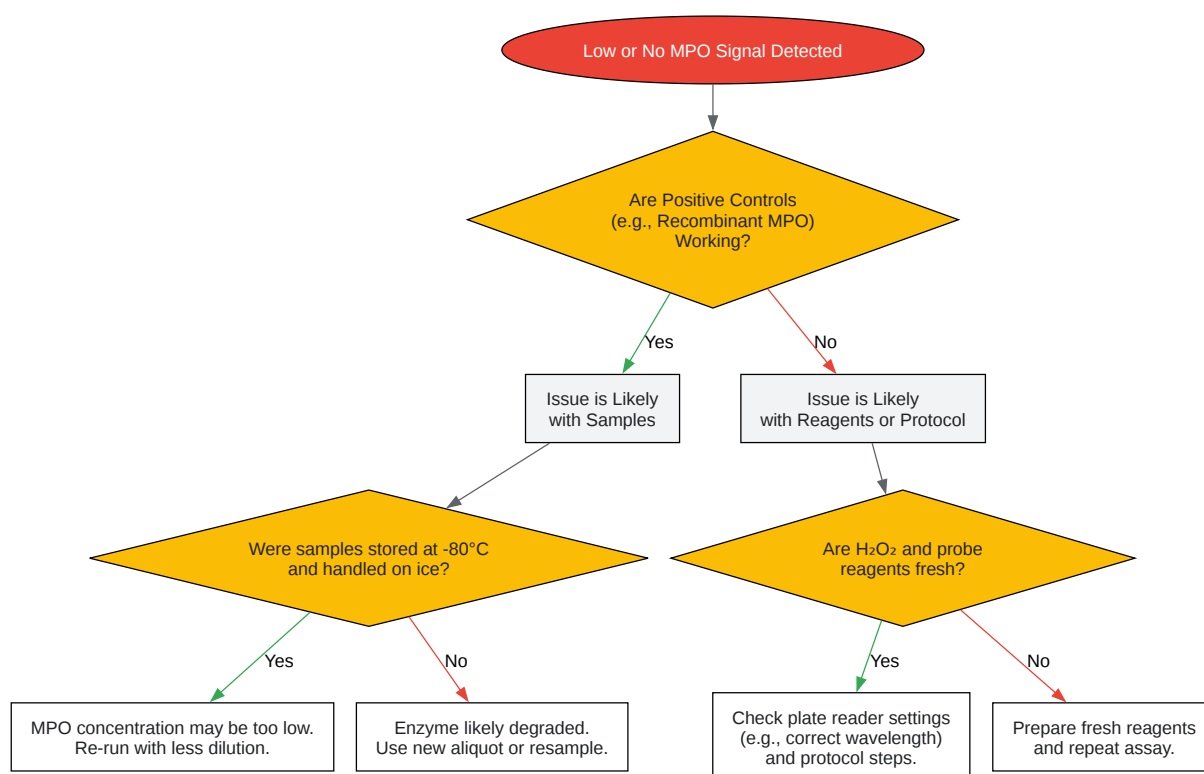 Low or No MPO Signal Detected
Are Positive Controls
(e.g., Recombinant MPO)
Working?
Yes
No
Issue is Likely
with Samples
Issue is Likely
with Reagents or Protocol
Were samples stored at -80°C
and handled on ice?
Are H₂O₂ and probe
reagents fresh?
Yes
No
Yes
No
MPO concentration may be too low.
Re-run with less dilution.
Enzyme likely degraded.
Use new aliquot or resample.
Check plate reader settings
(e.g., correct wavelength)
and protocol steps.
Prepare fresh reagents
and repeat assay.